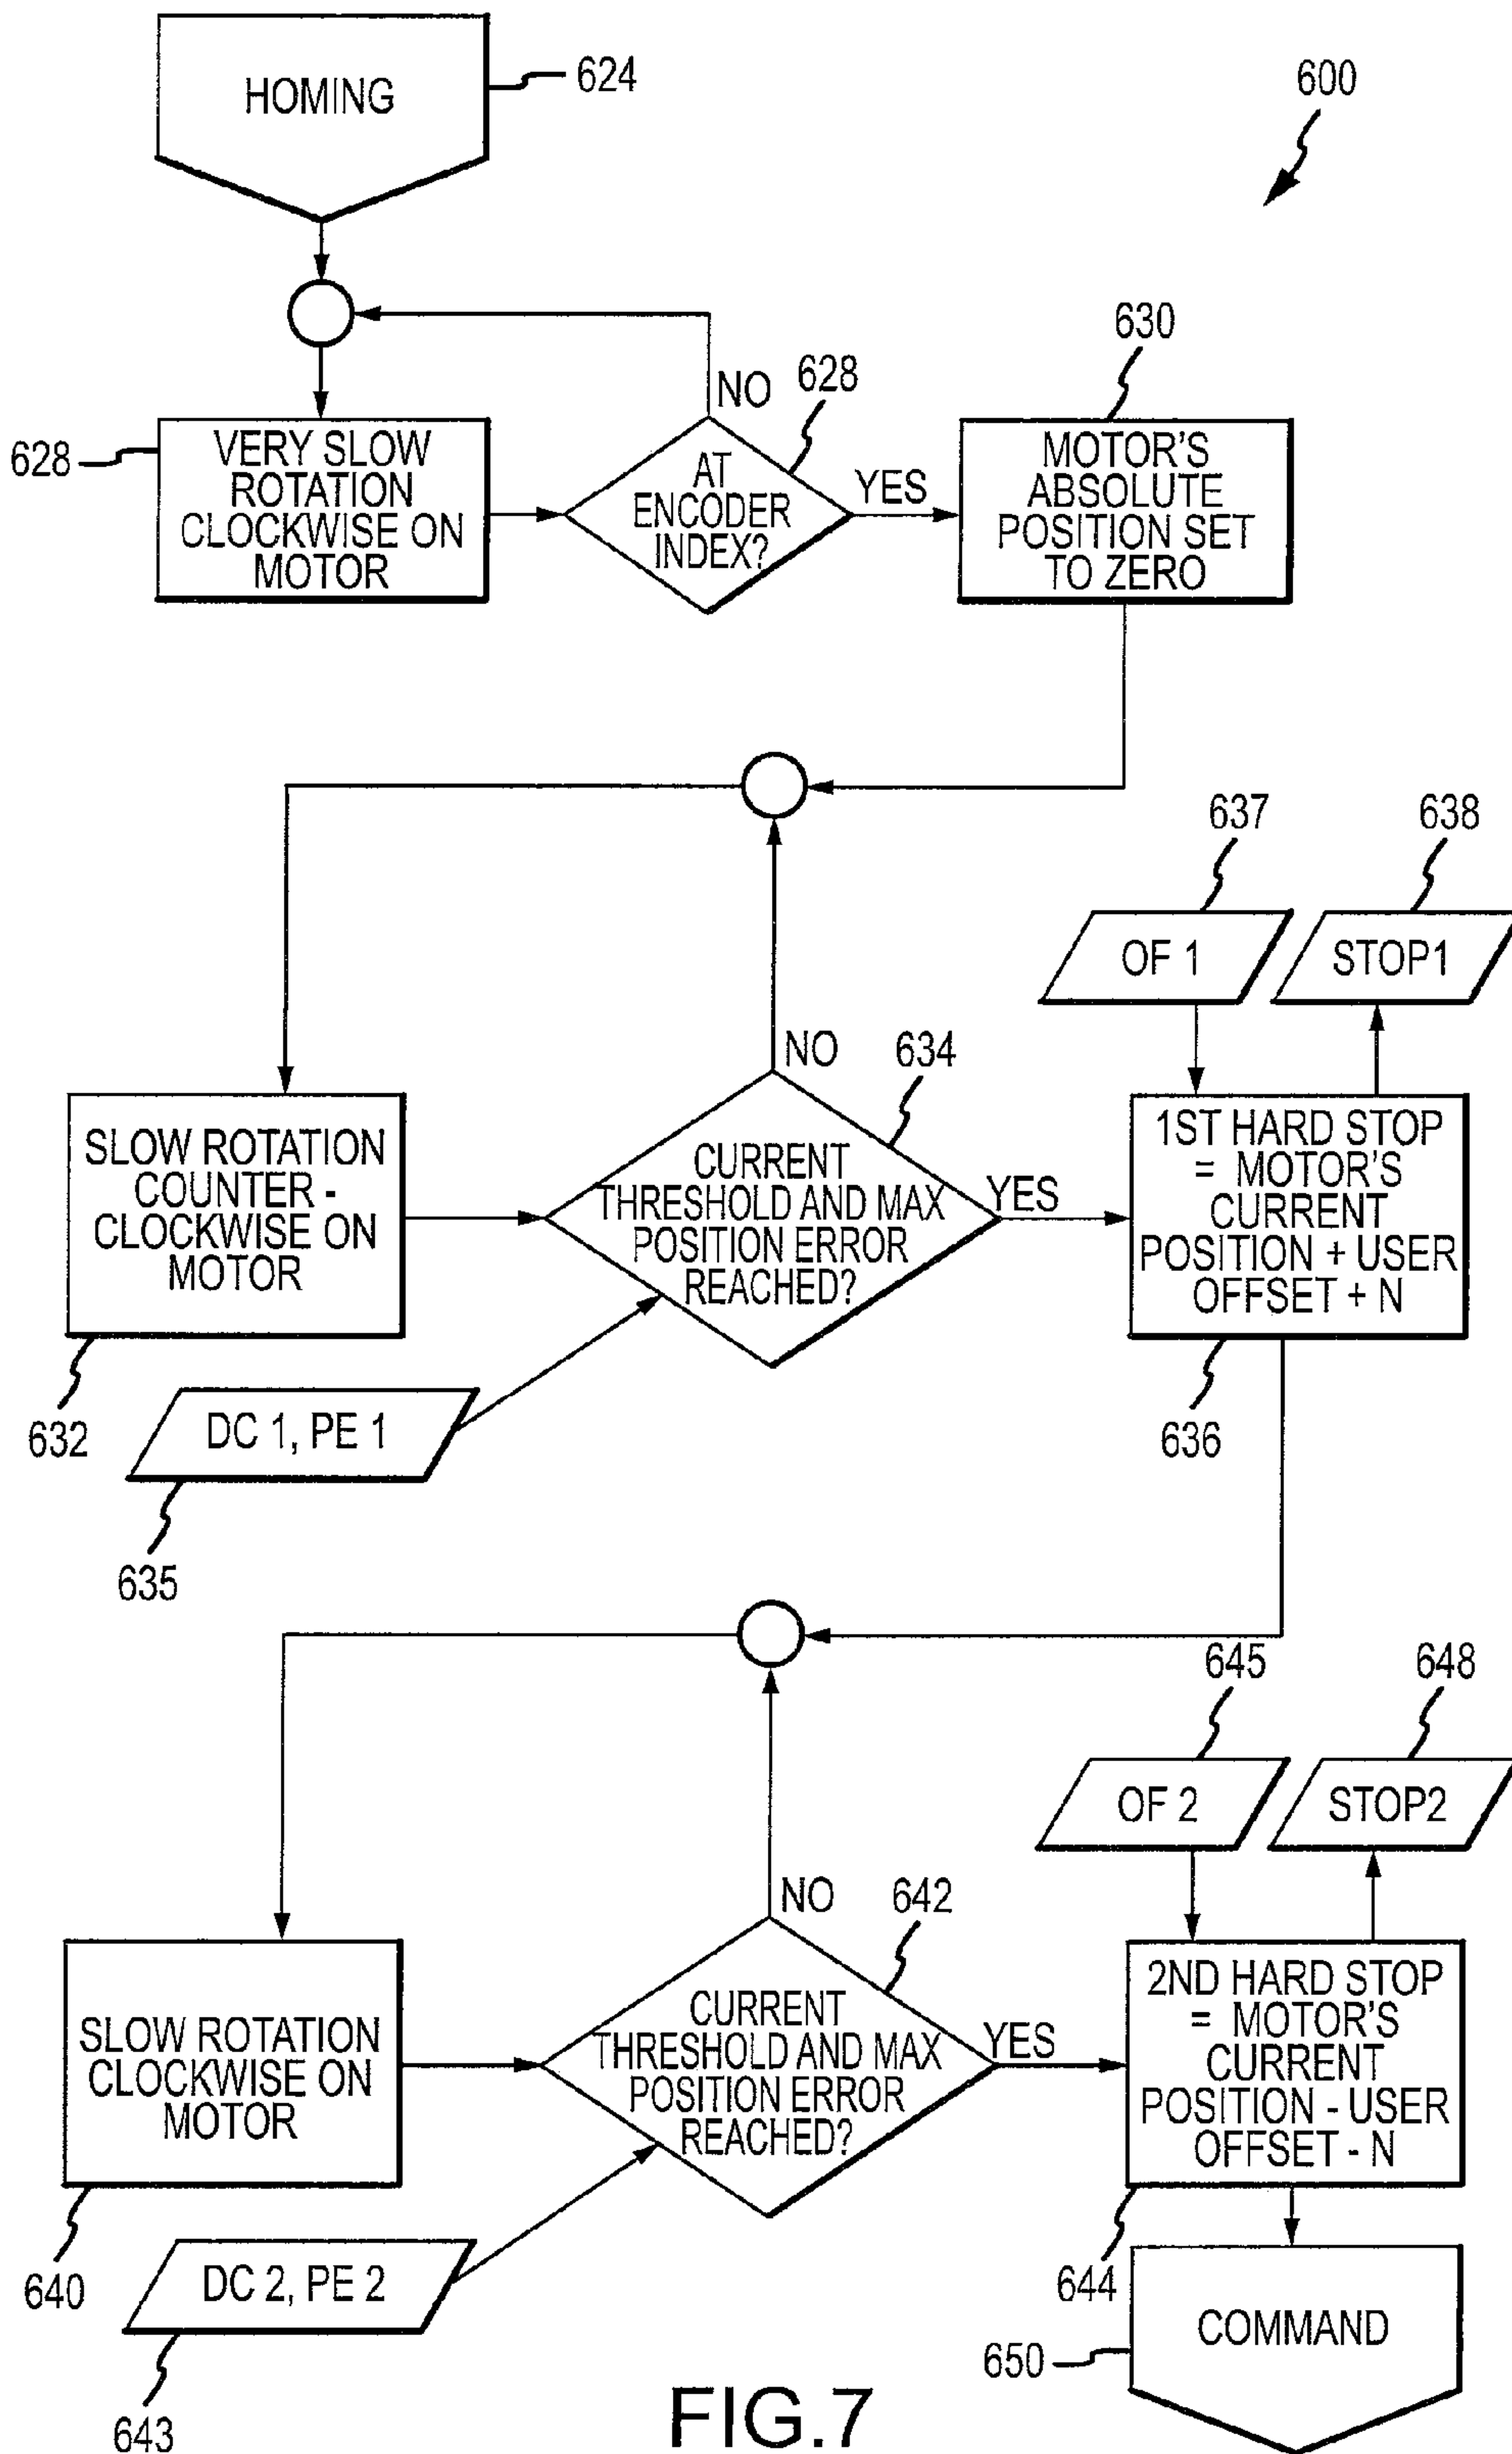 HOMING
624
600
628
VERY SLOW
ROTATION
CLOCKWISE ON
MOTOR
NO
628
AT
ENCODER
INDEX?
YES
630
MOTOR'S
ABSOLUTE
POSITION SET
TO ZERO
637
638
OF 1
STOP1
NO
634
SLOW ROTATION
COUNTER -
CLOCKWISE ON
MOTOR
632
CURRENT
THRESHOLD AND MAX
POSITION ERROR
REACHED?
YES
1ST HARD STOP
= MOTOR'S
CURRENT
POSITION + USER
OFFSET + N
636
DC 1, PE 1
635
645
648
OF 2
STOP2
NO
642
SLOW ROTATION
CLOCKWISE ON
MOTOR
640
CURRENT
THRESHOLD AND MAX
POSITION ERROR
REACHED?
YES
2ND HARD STOP
= MOTOR'S
CURRENT
POSITION - USER
OFFSET - N
644
DC 2, PE 2
643
COMMAND
650
FIG.7